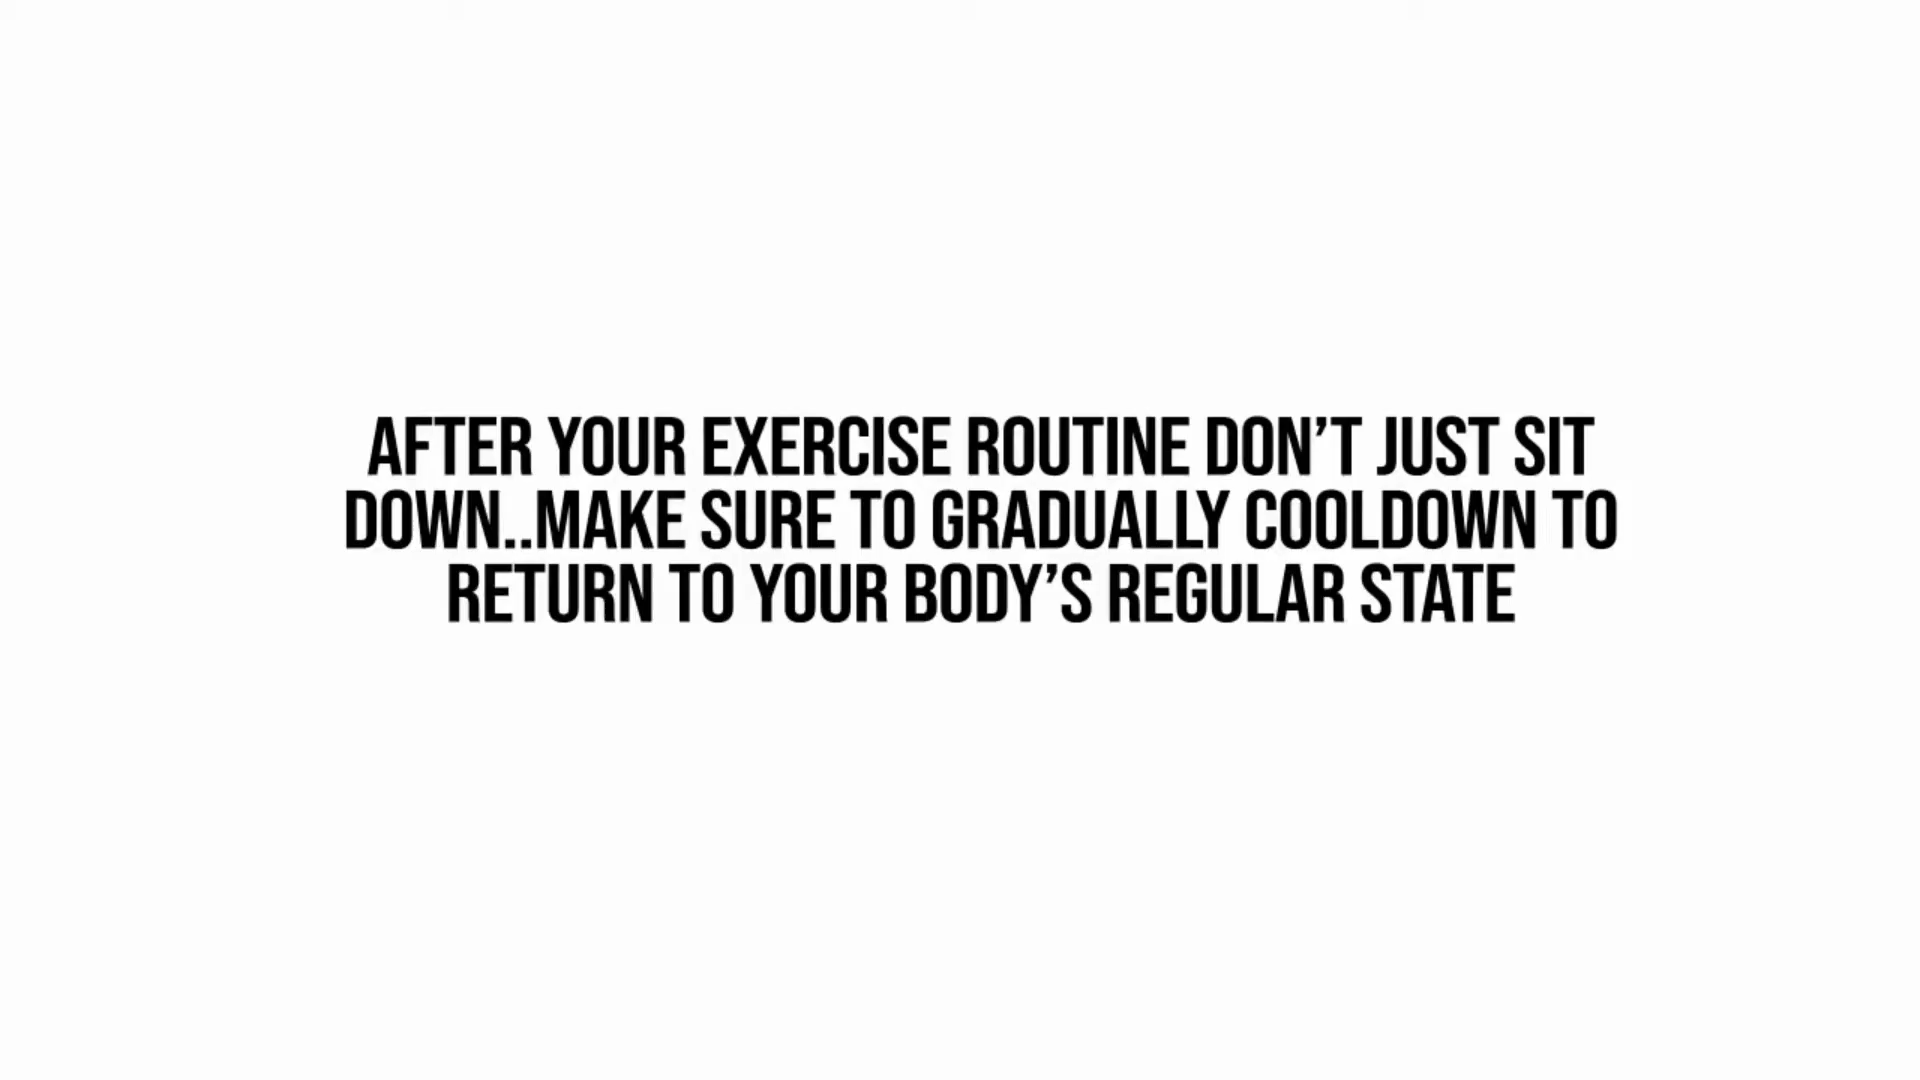 AFTER YOUR EXERCISE ROUTINE DON’T JUST SIT
DOWN..MAKE SURE TO GRADUALLY COOLDOWN TO
RETURN TO YOUR BODY’S REGULAR STATE